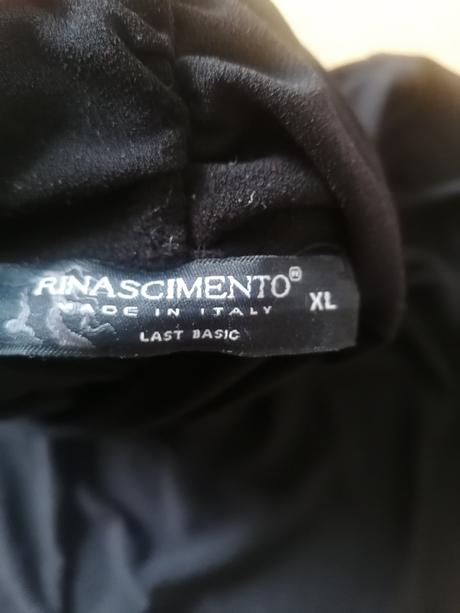 RINASCIMENTO® XL
MADE IN ITALY
LAST BASIC